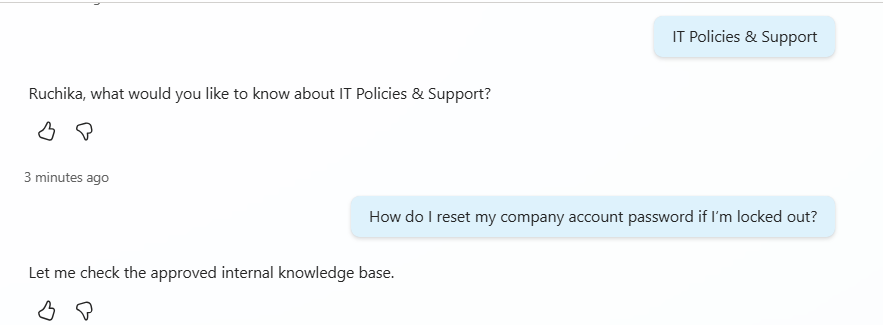 IT Policies & Support
Ruchika, what would you like to know about IT Policies & Support?
3 minutes ago
How do I reset my company account password if I'm locked out?
Let me check the approved internal knowledge base.